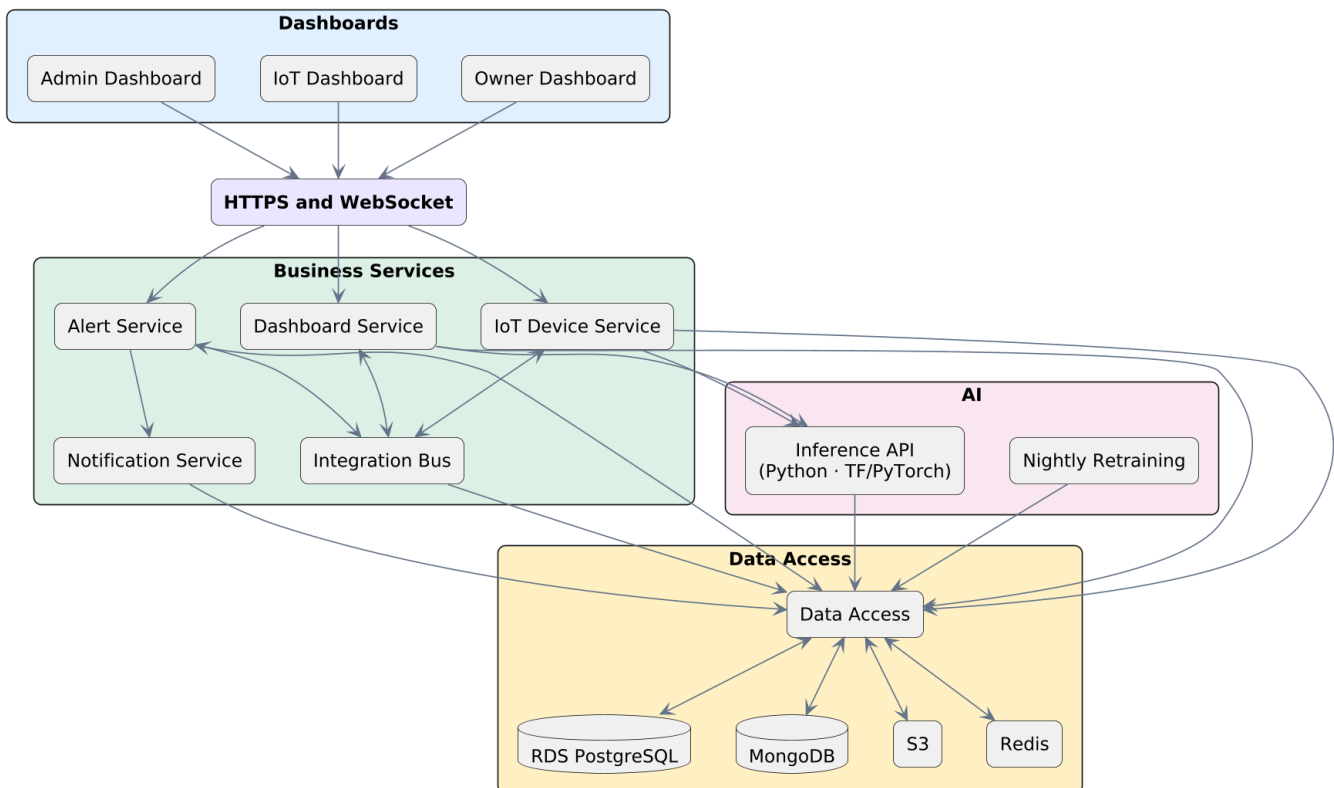 Dashboards
Admin Dashboard
IoT Dashboard
Owner Dashboard
HTTPS and WebSocket
Business Services
Alert Service
Dashboard Service
IoT Device Service
AI
Notification Service
Integration Bus
Inference API
(Python · TF/PyTorch)
Nightly Retraining
Data Access
Data Access
RDS PostgreSQL
MongoDB
S3
Redis